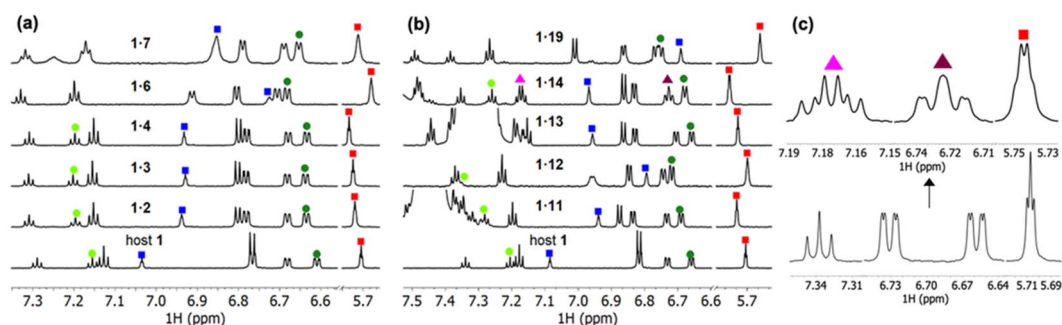 (a)
1·7
1·6
1·4
1·3
1·2
host 1
7.3 7.2 7.1 7.0 6.9 6.8 6.7 6.6 5.7
1H (ppm)
(b)
1·19
1·14
1·13
1·12
1·11
host 1
7.5 7.4 7.3 7.2 7.1 7.0 6.9 6.8 6.7 6.6 5.7
1H (ppm)
(c)
7.19 7.18 7.16 7.15 6.74 6.72 6.71 5.75 5.73
1H (ppm)
7.34 7.31 6.73 6.70 6.67 6.64 5.71 5.69
1H (ppm)